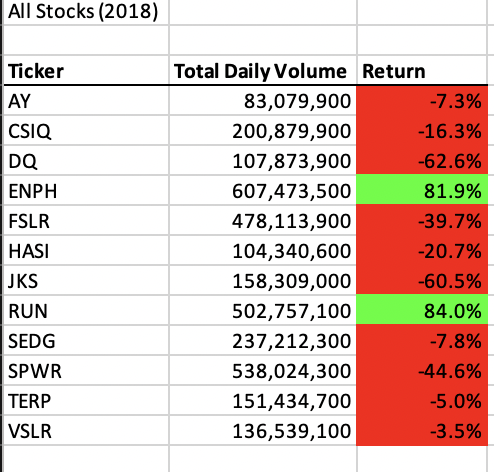 All Stocks (2018)
Ticker Total Daily Volume Return
AY 83,079,900 -7.3%
CSIQ 200,879,900 -16.3%
DQ 107,873,900 -62.6%
ENPH 607,473,500 81.9%
FSLR 478,113,900 -39.7%
HASI 104,340,600 -20.7%
JKS 158,309,000 -60.5%
RUN 502,757,100 84.0%
SEDG 237,212,300 -7.8%
SPWR 538,024,300 -44.6%
TERP 151,434,700 -5.0%
VSLR 136,539,100 -3.5%